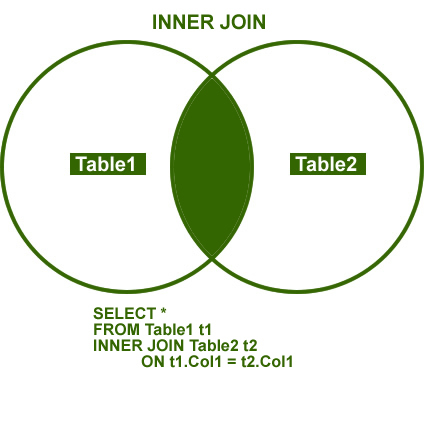 INNER JOIN
Table1
Table2
SELECT *
FROM Table1 t1
INNER JOIN Table2 t2
ON t1.Col1 = t2.Col1